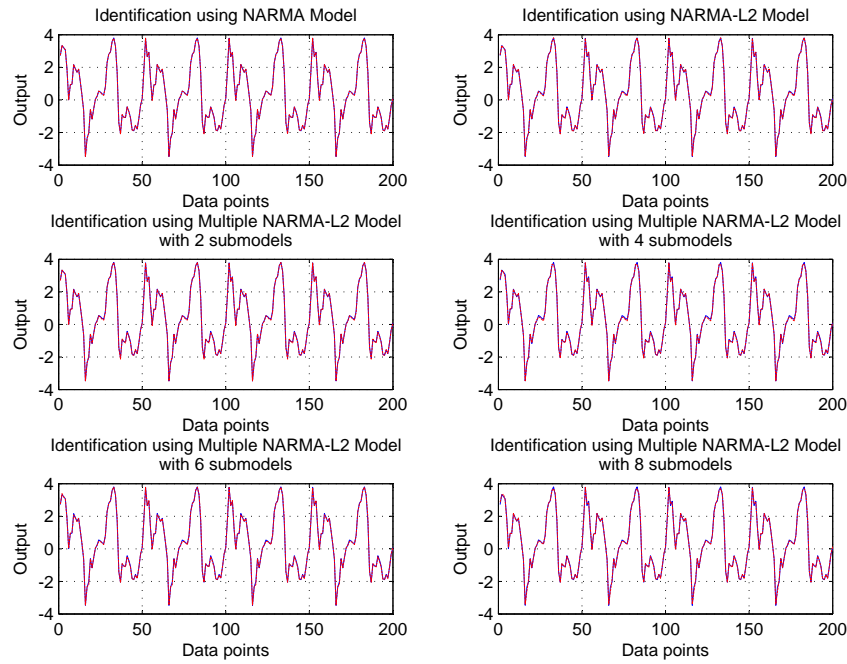 Identification using NARMA Model
4
2
0
-2
-4
Output
0
50
100
150
200
Data points
Identification using NARMA-L2 Model
4
2
0
-2
-4
Output
0
50
100
150
200
Data points
Identification using Multiple NARMA-L2 Model
with 2 submodels
4
2
0
-2
-4
Output
0
50
100
150
200
Data points
Identification using Multiple NARMA-L2 Model
with 4 submodels
4
2
0
-2
-4
Output
0
50
100
150
200
Data points
Identification using Multiple NARMA-L2 Model
with 6 submodels
4
2
0
-2
-4
Output
0
50
100
150
200
Data points
Identification using Multiple NARMA-L2 Model
with 8 submodels
4
2
0
-2
-4
Output
0
50
100
150
200
Data points